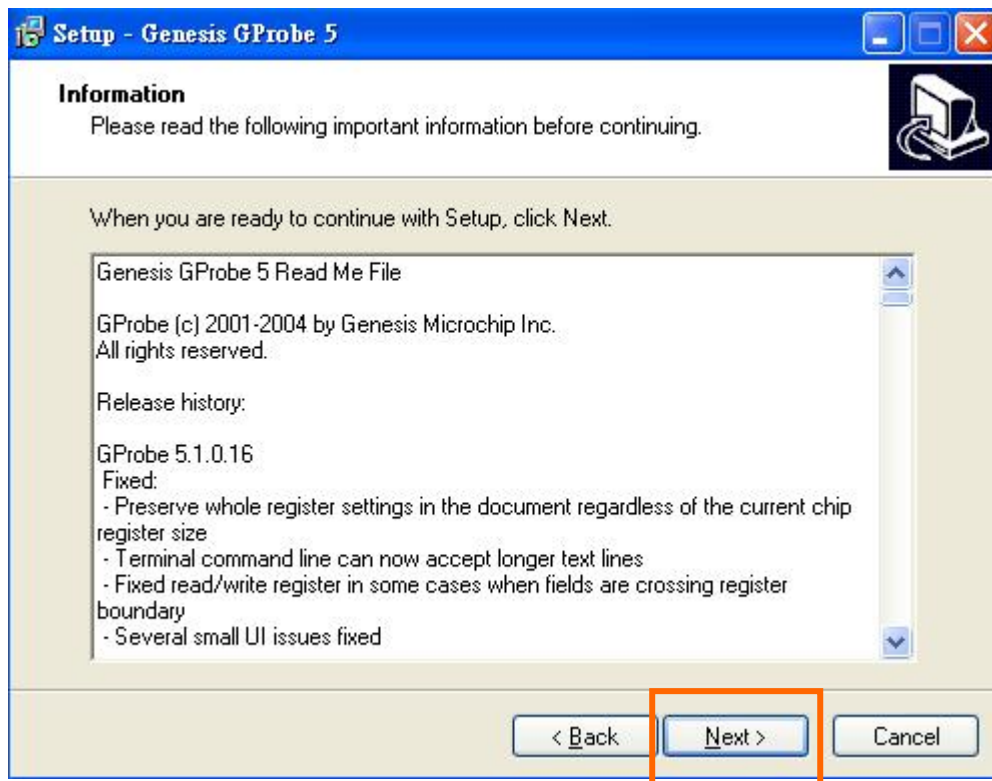 Setup - Genesis GProbe 5
Information
Please read the following important information before continuing.
When you are ready to continue with Setup, click Next.
Genesis GProbe 5 Read Me File
GProbe (c) 2001-2004 by Genesis Microchip Inc.
All rights reserved.
Release history:
GProbe 5.1.0.16
Fixed:
- Preserve whole register settings in the document regardless of the current chip
register size
- Terminal command line can now accept longer text lines
- Fixed read/write register in some cases when fields are crossing register
boundary
- Several small UI issues fixed
< Back
Next >
Cancel